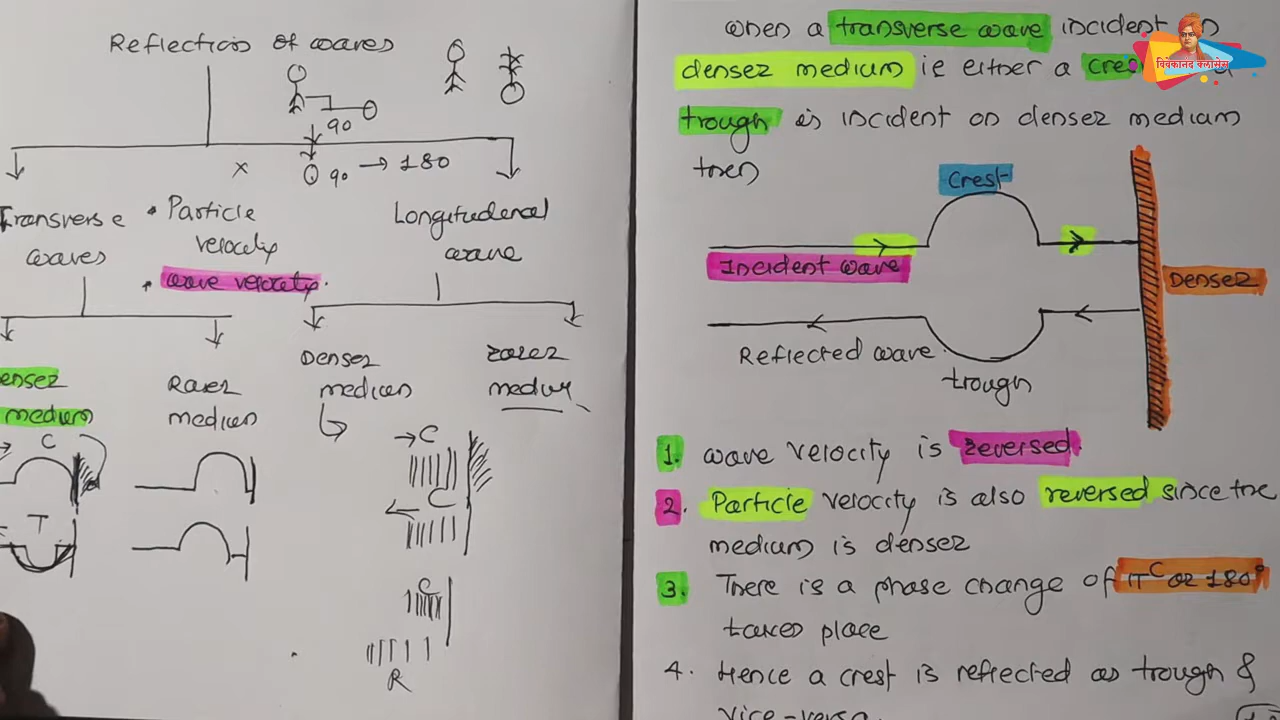 Reflection of waves
90
x
90 → 180
Transverse
waves
• Particle
velocity
• wave velocity.
Longitudenal
wave
Denser
medium
Rarer
medium
Denser
medium
rarer
medium
C
T
→ C
C
C
R
when a transverse wave incident on
denser medium ie either a
trough is incident on denser medium
then
Crest
Incident wave
Denser
Reflected wave.
trough
1. wave velocity is reversed.
2. Particle velocity is also reversed since the
medium is denser
3. There is a phase change of πᶜ or 180°
takes place
4. Hence a crest is reflected as trough &
vice-versa.
विवेकानंद क्लासेस